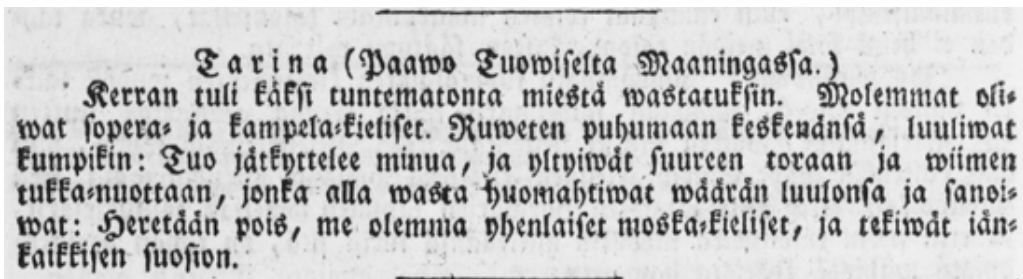 Tarina (Paawo Tuowiselta Maaningassa.)
Kerran tuli käksi tuntematonta miestä wastatuksin. Molemmat oli-
wat sopera- ja kampela-kieliset. Ruweten puhumaan keskenänsä, luuliwat
kumpikin: Tuo jätkyttelee minua, ja yltyiwät suureen toraan ja wiimen
tukka-nuottaan, jonka alla wasta huomahtiwat wäärän luulonsa ja sanoi-
wat: Heretään pois, me olemma yhenlaiset moska-kieliset, ja tekiwät iän-
kaikkisen suosion.